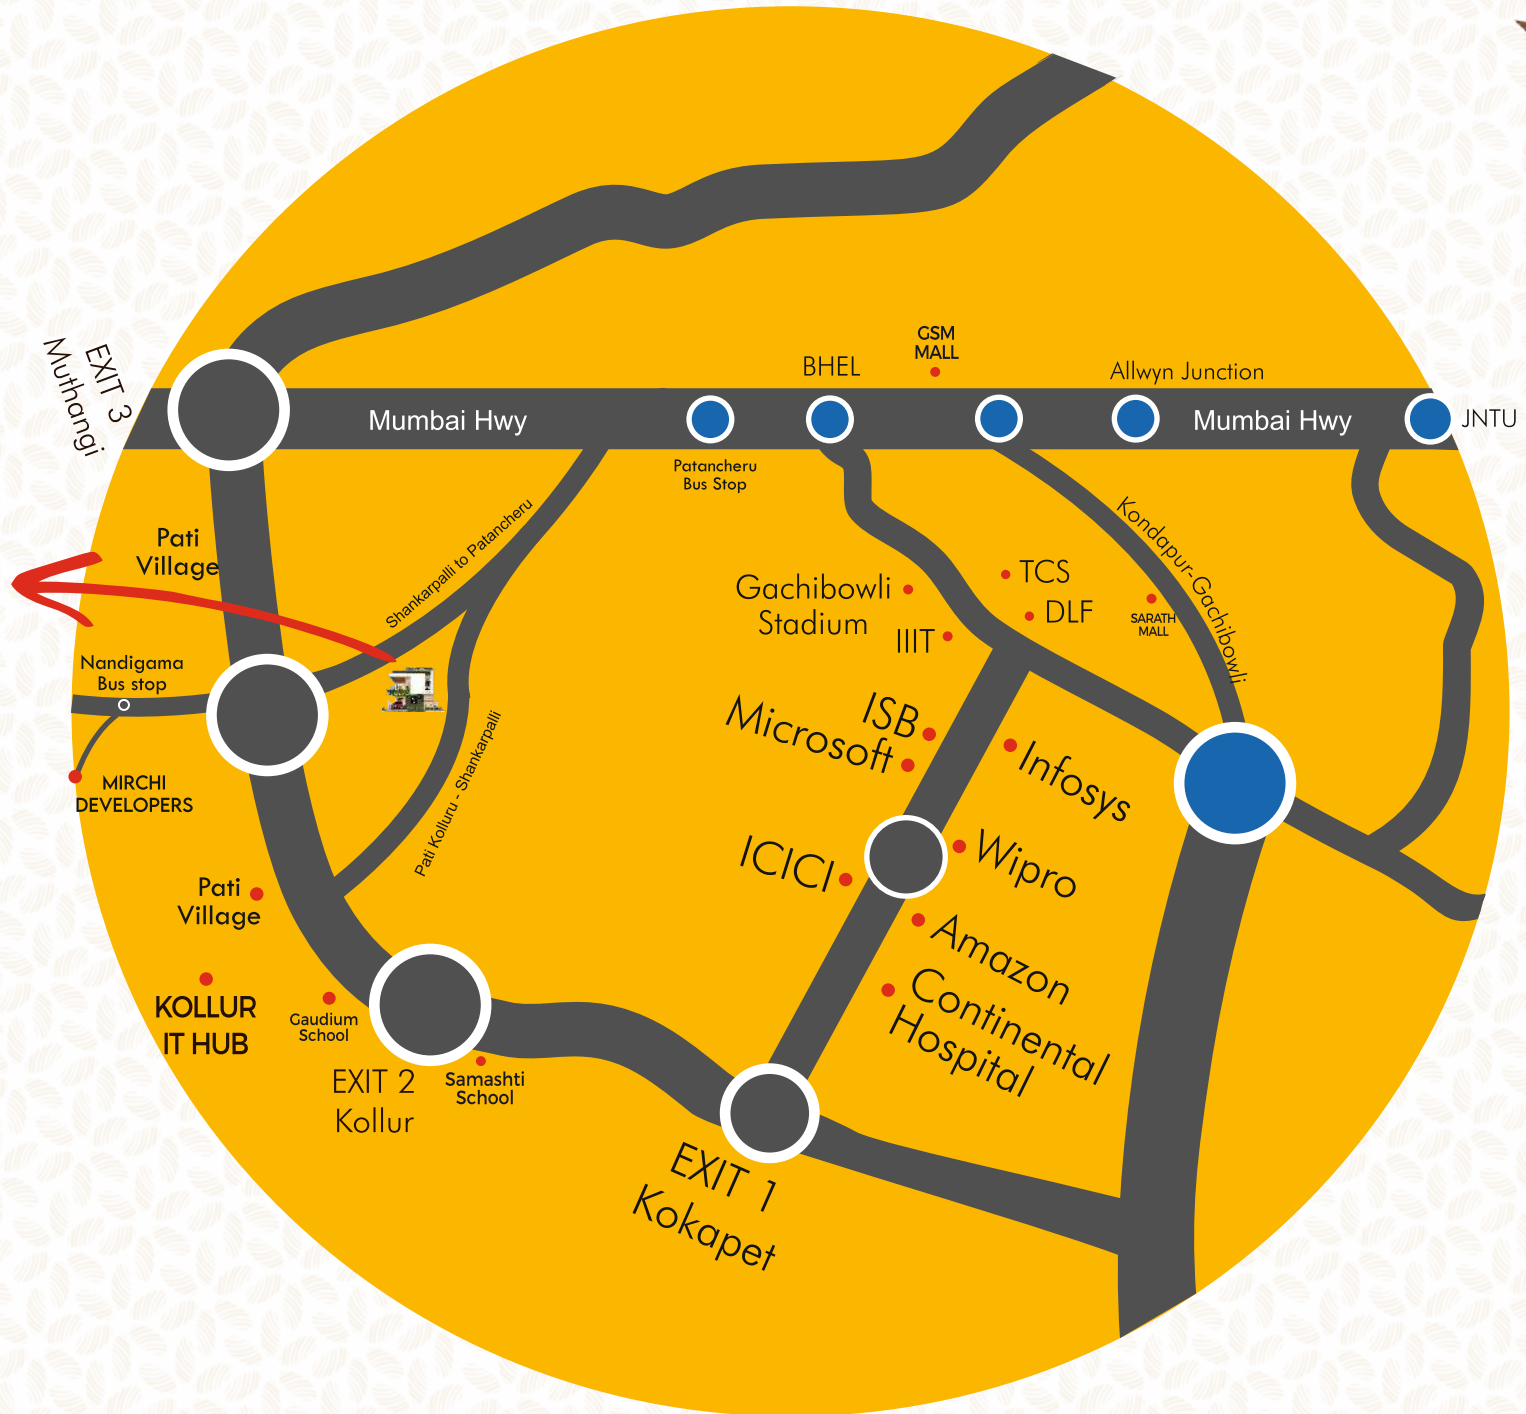 GSM
MALL
BHEL
Allwyn Junction
EXIT 3
Muthangi
Mumbai Hwy
Mumbai Hwy
JNTU
Patancheru
Bus Stop
Shankarpalli to Patancheru
Kondapur-Gachibowli
Pati
Village
TCS
Gachibowli
Stadium
DLF
SARATH
MALL
IIIT
Nandigama
Bus stop
ISB
Microsoft
Infosys
MIRCHI
DEVELOPERS
Pati Kolluru - Shankarpalli
ICICI
Wipro
Pati
Village
Amazon
KOLLUR
IT HUB
Gaudium
School
Continental
Hospital
EXIT 2
Kollur
Samashti
School
EXIT 1
Kokapet